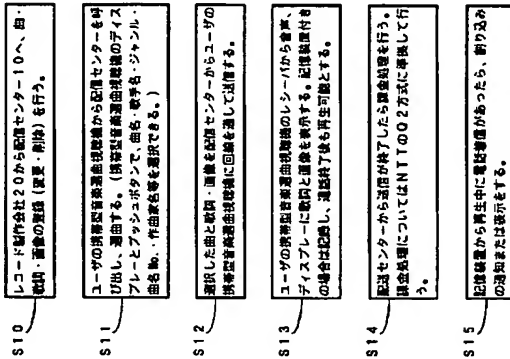 S10
レコード製作会社20から配信センター10へ、曲・
歌詞・画像の登録（変更・削除）を行う。
S11
ユーザの携帯型音楽選曲視聴機から配信センターを呼
び出し、選曲する。（携帯型音楽選曲視聴機のディス
プレーとプッシュボタンで、曲名・歌手名・ジャンル・
曲名No.・作曲家名等を選択できる。）
S12
選択した曲と歌詞・画像を配信センターからユーザの
携帯型音楽選曲視聴機に回線を通して送信する。
S13
ユーザの携帯型音楽選曲視聴機のレシーバから音声、
ディスプレーに歌詞と画像を表示する。記憶装置付き
の場合は記憶し、通話終了後も再生可能とする。
S14
配送センターから送信が終了したら課金処理を行う。
課金処理についてはNTTのQ2方式に準拠して行
う。
S15
記憶装置から再生中に電話着信があったら、割り込み
の通知または表示をする。